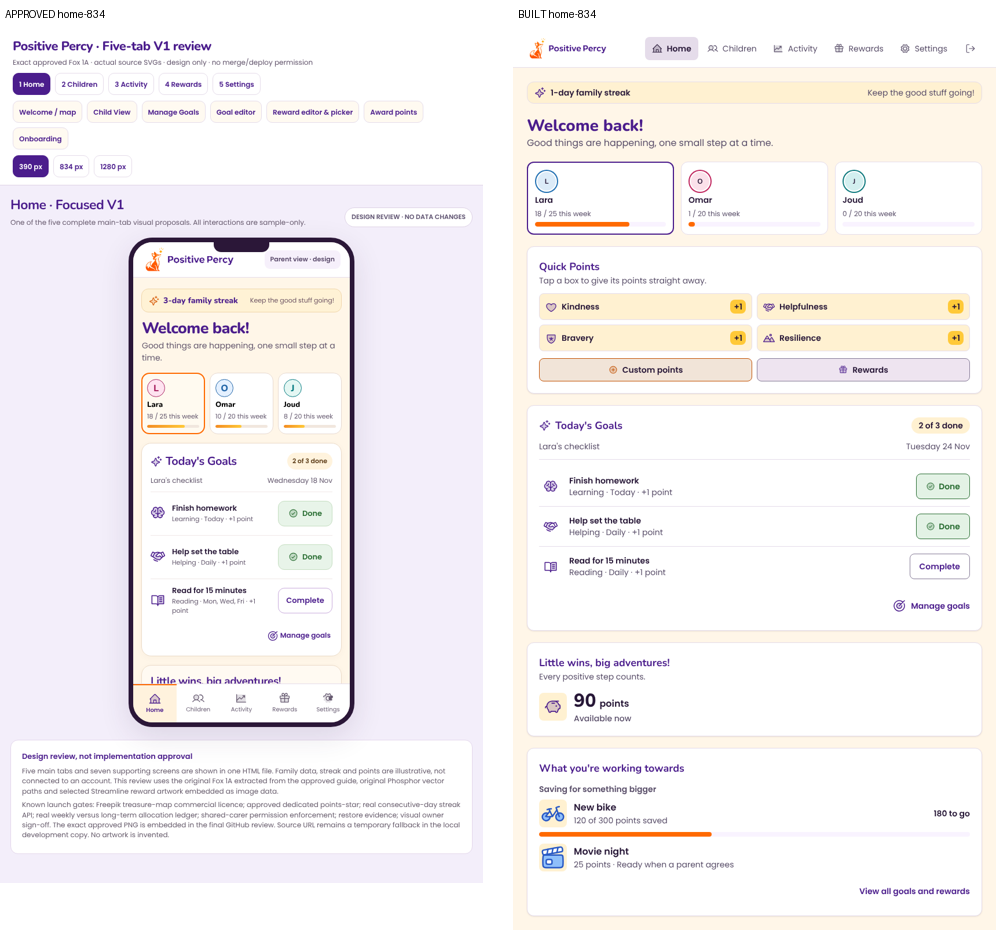 APPROVED home-834
Positive Percy · Five-tab V1 review
Exact approved Fox 1A · actual source SVGs · design only · no merge/deploy permission
1 Home
2 Children
3 Activity
4 Rewards
5 Settings
Welcome / map
Child View
Manage Goals
Goal editor
Reward editor & picker
Award points
Onboarding
390 px
834 px
1280 px
Home · Focused V1
One of the five complete main-tab visual proposals. All interactions are sample-only.
DESIGN REVIEW · NO DATA CHANGES
Positive Percy
Parent view · design
3-day family streak
Keep the good stuff going!
Welcome back!
Good things are happening, one small step at a
time.
L
Lara
18 / 25 this week
O
Omar
10 / 20 this week
J
Joud
8 / 20 this week
Today's Goals
2 of 3 done
Lara's checklist
Wednesday 18 Nov
Finish homework
Learning · Today · +1 point
Done
Help set the table
Helping · Daily · +1 point
Done
Read for 15 minutes
Reading · Mon, Wed, Fri · +1
point
Complete
Manage goals
Little wins, big adventures!
Home
Children
Activity
Rewards
Settings
Design review, not implementation approval
Five main tabs and seven supporting screens are shown in one HTML file. Family data, streak and points are illustrative, not
connected to an account. This review uses the original Fox 1A extracted from the approved guide, original Phosphor vector
paths and selected Streamline reward artwork embedded as image data.
Known launch gates: Freepik treasure-map commercial licence; approved dedicated points-star; real consecutive-day streak
API; real weekly versus long-term allocation ledger; shared-carer permission enforcement; restore evidence; visual owner
sign-off. The exact approved PNG is embedded in the final GitHub review. Source URL remains a temporary fallback in the local
development copy. No artwork is invented.
BUILT home-834
Positive Percy
Home
Children
Activity
Rewards
Settings
1-day family streak
Keep the good stuff going!
Welcome back!
Good things are happening, one small step at a time.
L
Lara
18 / 25 this week
O
Omar
1 / 20 this week
J
Joud
0 / 20 this week
Quick Points
Tap a box to give its points straight away.
Kindness
+1
Helpfulness
+1
Bravery
+1
Resilience
+1
Custom points
Rewards
Today's Goals
2 of 3 done
Lara's checklist
Tuesday 24 Nov
Finish homework
Learning · Today · +1 point
Done
Help set the table
Helping · Daily · +1 point
Done
Read for 15 minutes
Reading · Daily · +1 point
Complete
Manage goals
Little wins, big adventures!
Every positive step counts.
90 points
Available now
What you're working towards
Saving for something bigger
New bike
120 of 300 points saved
180 to go
Movie night
25 points · Ready when a parent agrees
View all goals and rewards